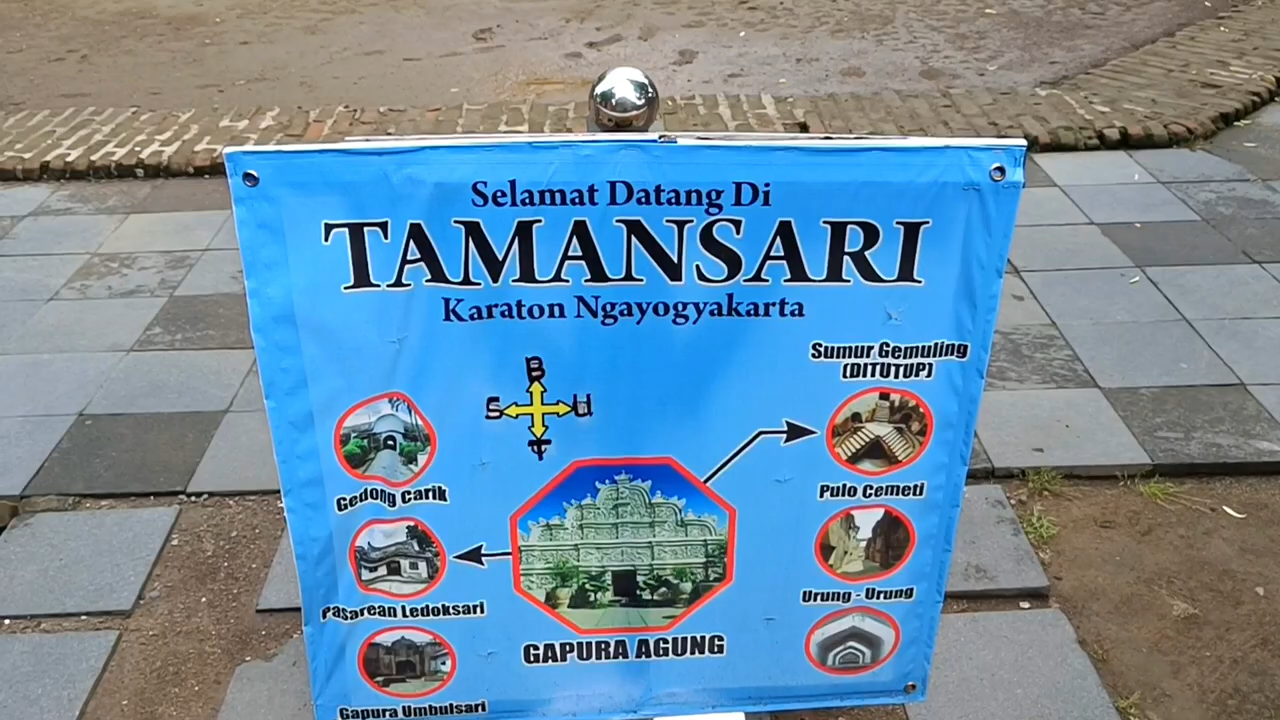 Selamat Datang Di
TAMANSARI
Karaton Ngayogyakarta
B
S U
T
Sumur Gemuling
(DITUTUP)
Gedong Carik
Pulo Cemeti
Pasarean Ledoksari
Urung - Urung
GAPURA AGUNG
Gapura Umbulsari